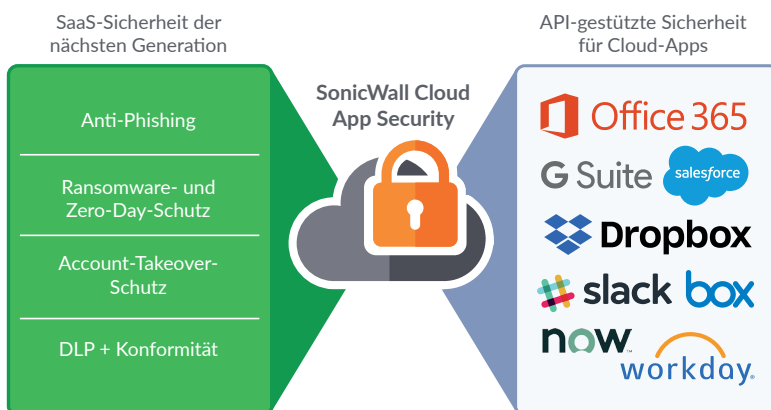 SaaS-Sicherheit der
nächsten Generation
Anti-Phishing
Ransomware- und
Zero-Day-Schutz
Account-Takeover-
Schutz
DLP + Konformität
SonicWall Cloud
App Security
API-gestützte Sicherheit
für Cloud-Apps
Office 365
G Suite
salesforce
Dropbox
slack
box
now
workday.